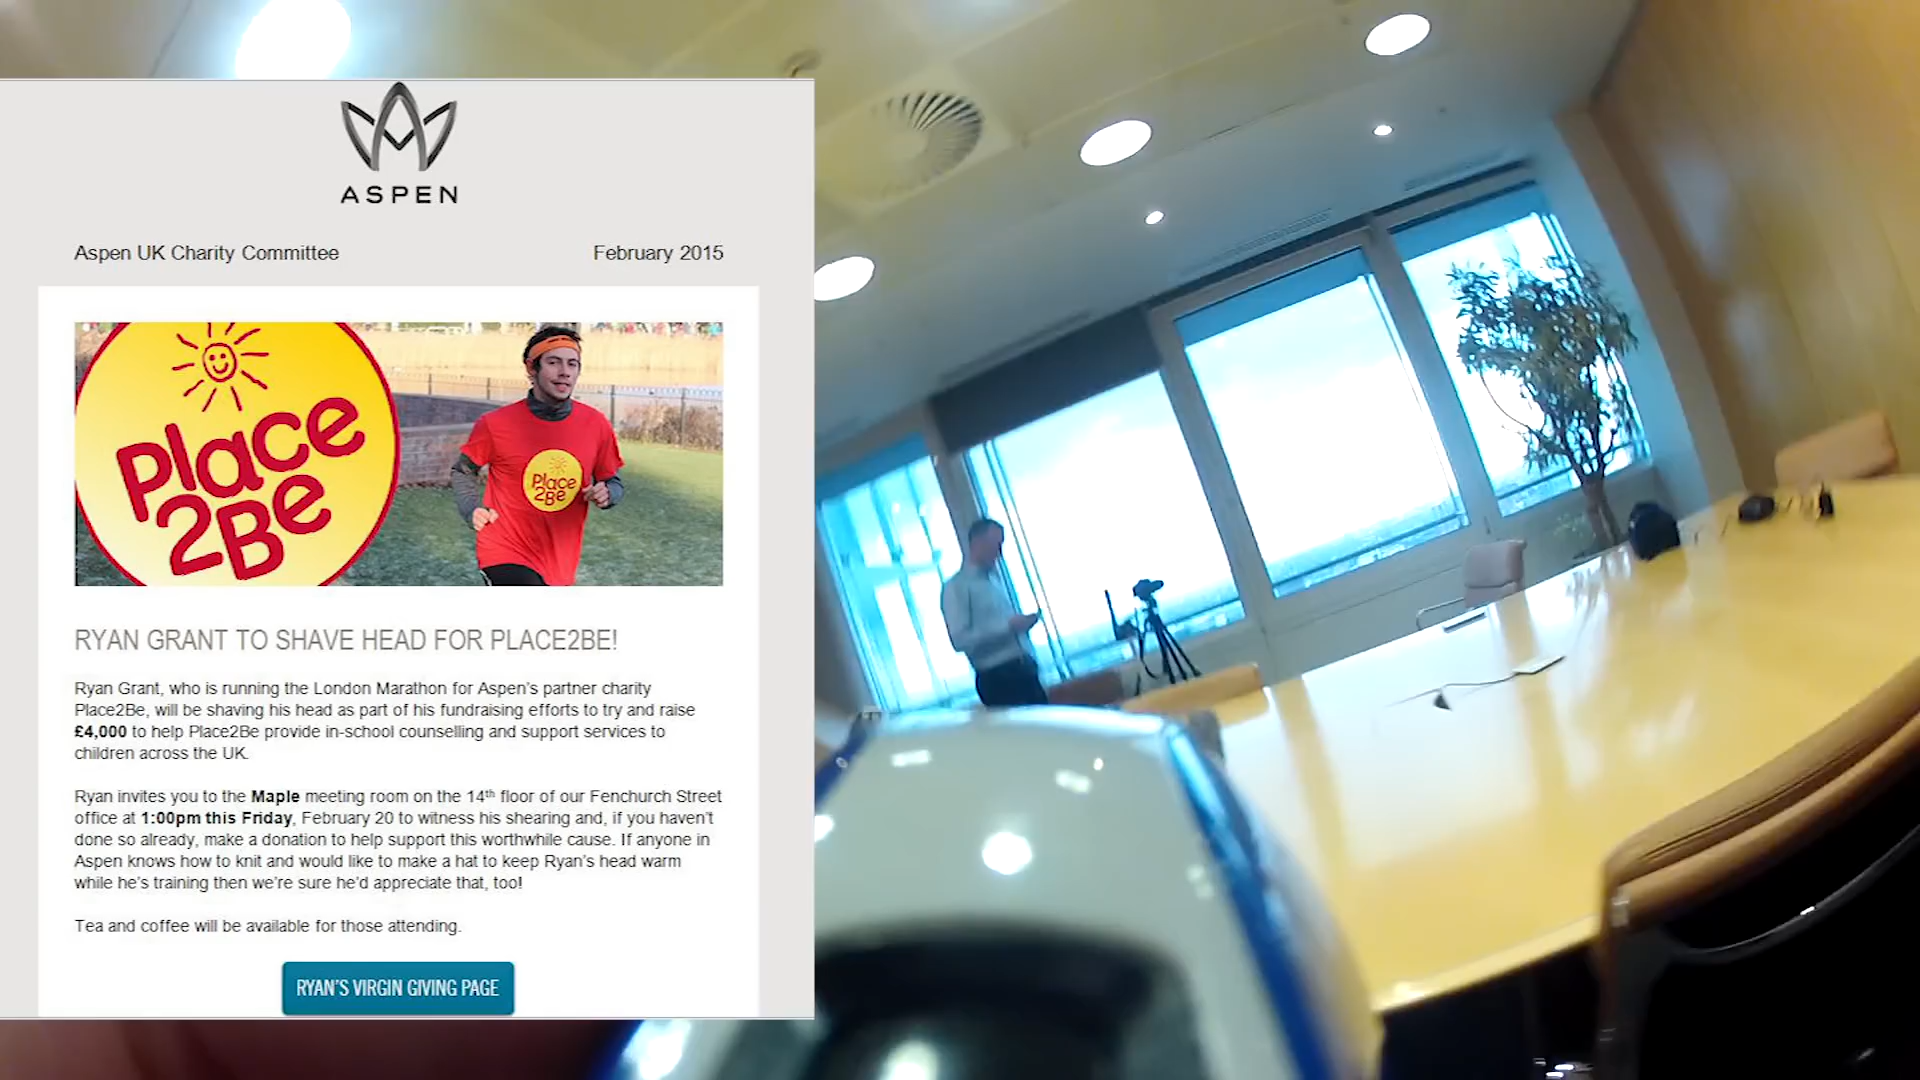 ASPEN
Aspen UK Charity Committee
February 2015
Place
2Be
Place
2Be
RYAN GRANT TO SHAVE HEAD FOR PLACE2BE!
Ryan Grant, who is running the London Marathon for Aspen's partner charity
Place2Be, will be shaving his head as part of his fundraising efforts to try and raise
£4,000 to help Place2Be provide in-school counselling and support services to
children across the UK.
Ryan invites you to the Maple meeting room on the 14th floor of our Fenchurch Street
office at 1:00pm this Friday, February 20 to witness his shearing and, if you haven't
done so already, make a donation to help support this worthwhile cause. If anyone in
Aspen knows how to knit and would like to make a hat to keep Ryan's head warm
while he's training then we're sure he'd appreciate that, too!
Tea and coffee will be available for those attending.
RYAN'S VIRGIN GIVING PAGE